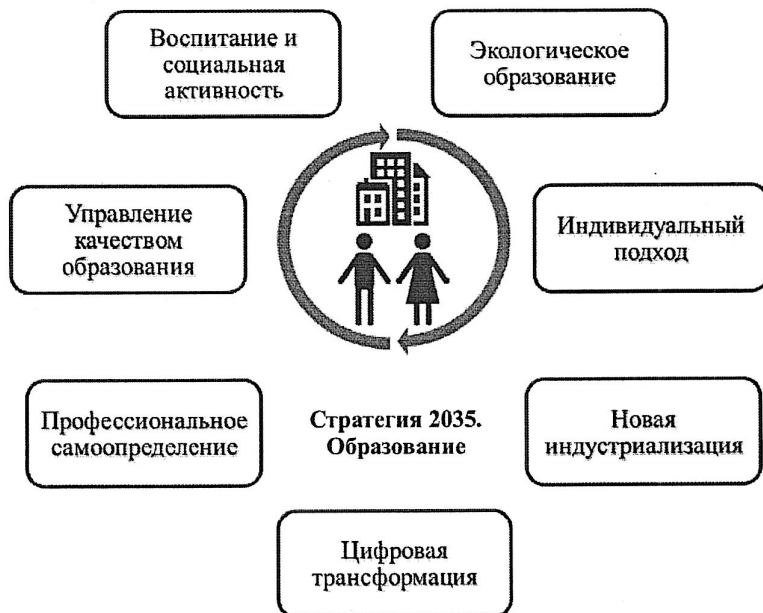 Воспитание и
социальная
активность
Экологическое
образование
Управление
качеством
образования
Индивидуальный
подход
Профессиональное
самоопределение
Стратегия 2035.
Образование
Новая
индустриализация
Цифровая
трансформация